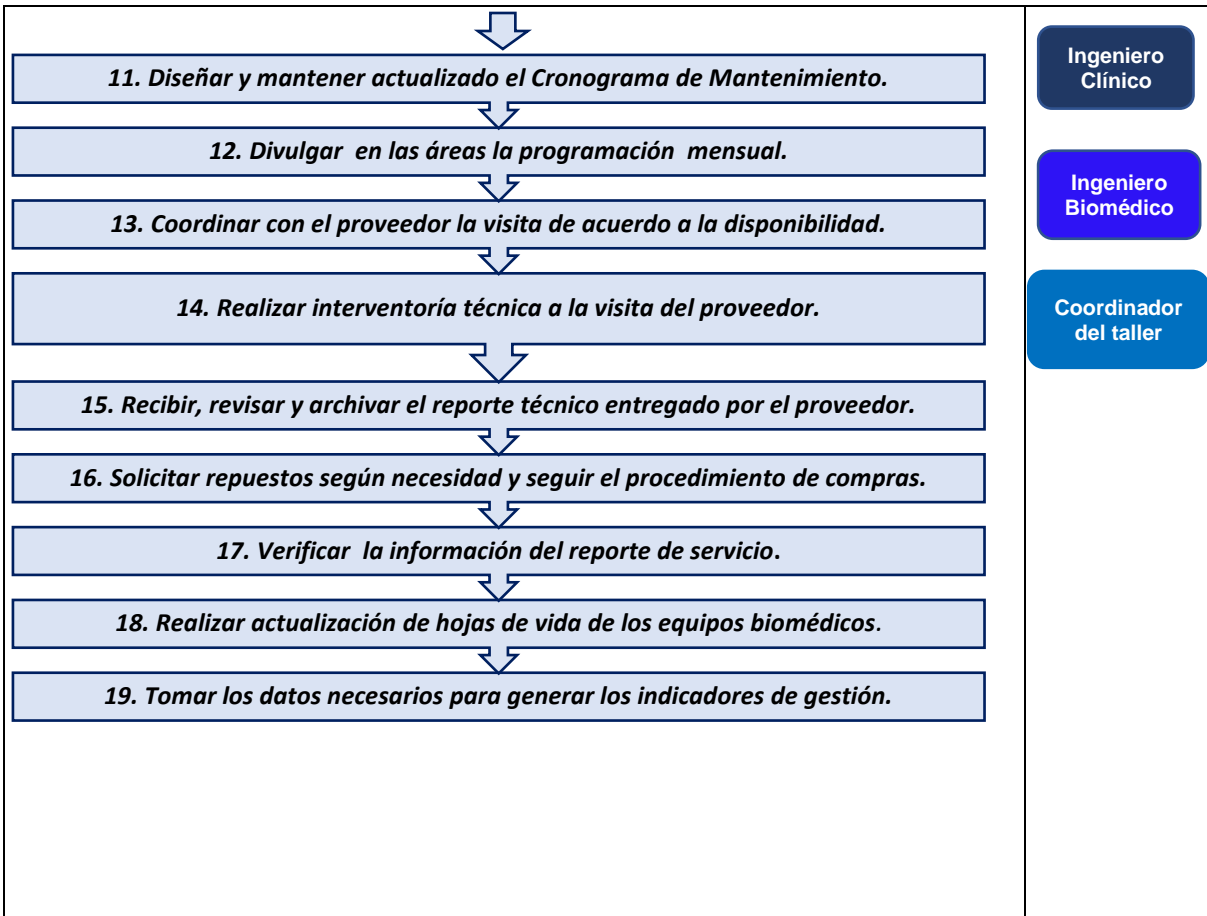 11. Diseñar y mantener actualizado el Cronograma de Mantenimiento.
12. Divulgar  en las áreas la programación  mensual.
13. Coordinar con el proveedor la visita de acuerdo a la disponibilidad.
14. Realizar interventoría técnica a la visita del proveedor.
15. Recibir, revisar y archivar el reporte técnico entregado por el proveedor.
16. Solicitar repuestos según necesidad y seguir el procedimiento de compras.
17. Verificar  la información del reporte de servicio.
18. Realizar actualización de hojas de vida de los equipos biomédicos.
19. Tomar los datos necesarios para generar los indicadores de gestión.
Ingeniero
Clínico
Ingeniero
Biomédico
Coordinador
del taller